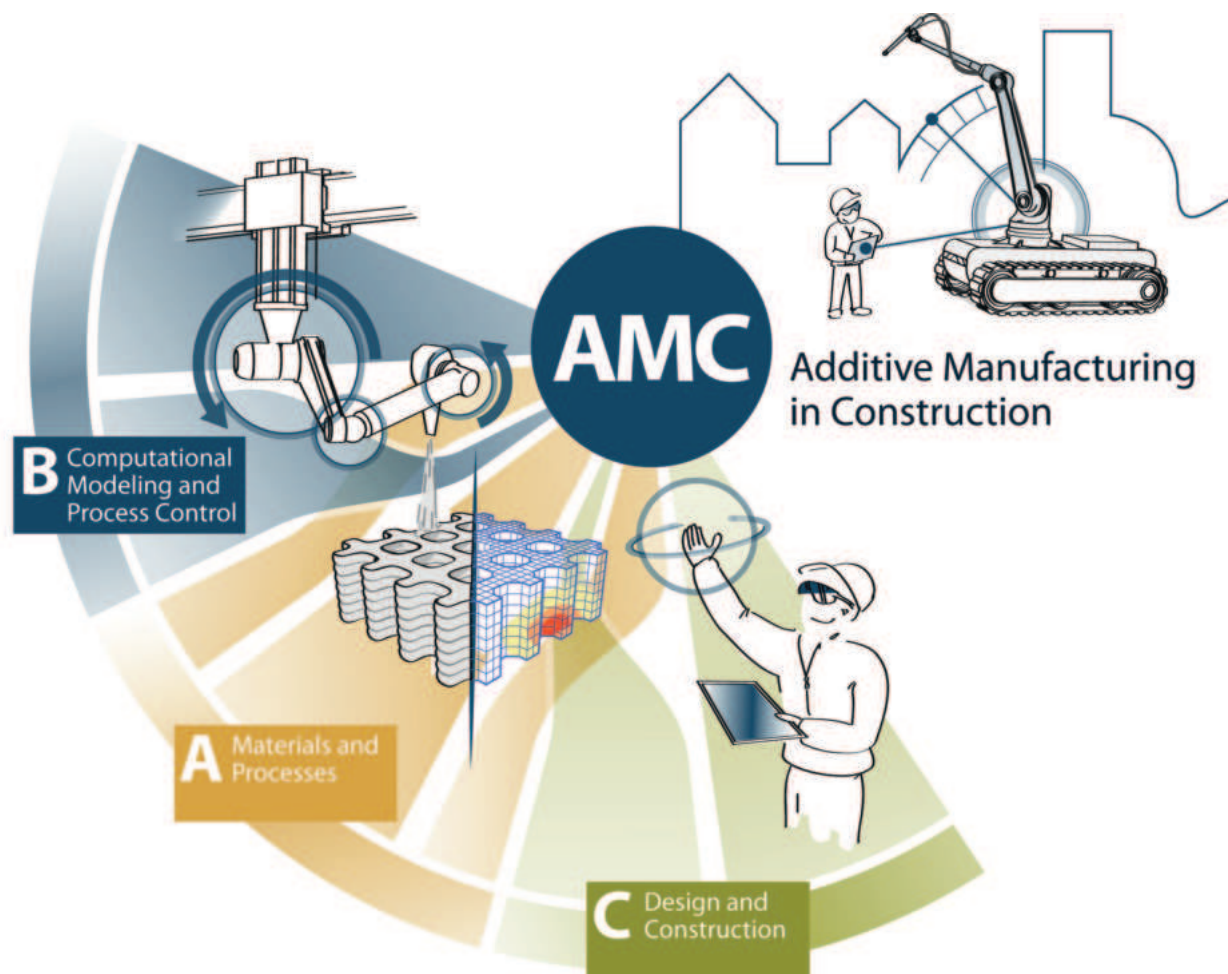 AMC
Additive Manufacturing
in Construction
B Computational
Modeling and
Process Control
A Materials and
Processes
C Design and
Construction